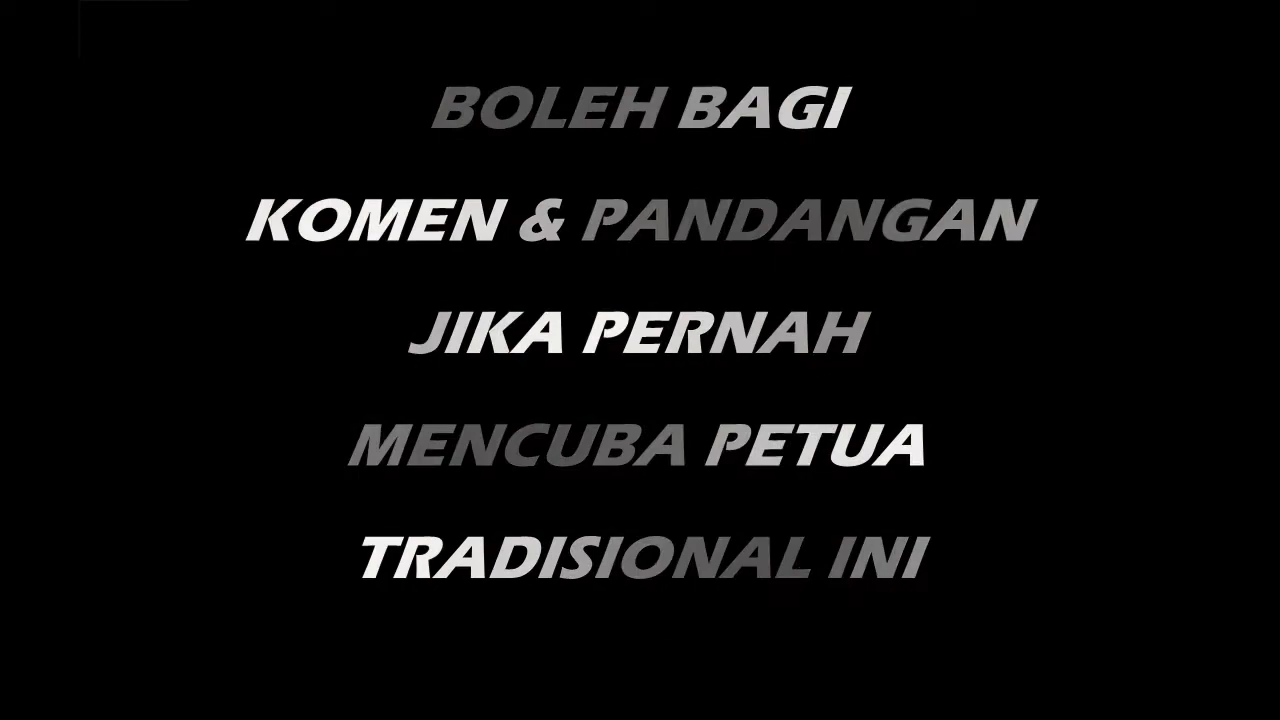 BOLEH BAGI
KOMEN & PANDANGAN
JIKA PERNAH
MENCUBA PETUA
TRADISIONAL INI